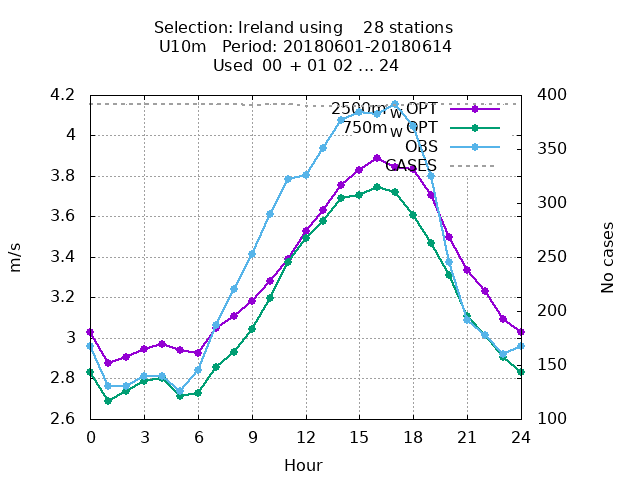 Selection: Ireland using 28 stations
U10m Period: 20180601-20180614
Used 00 + 01 02 ... 24
2500m w OPT
750m w OPT
OBS
CASES
4.2
4
3.8
3.6
3.4
3.2
3
2.8
2.6
m/s
400
350
300
250
200
150
100
No cases
0 3 6 9 12 15 18 21 24
Hour